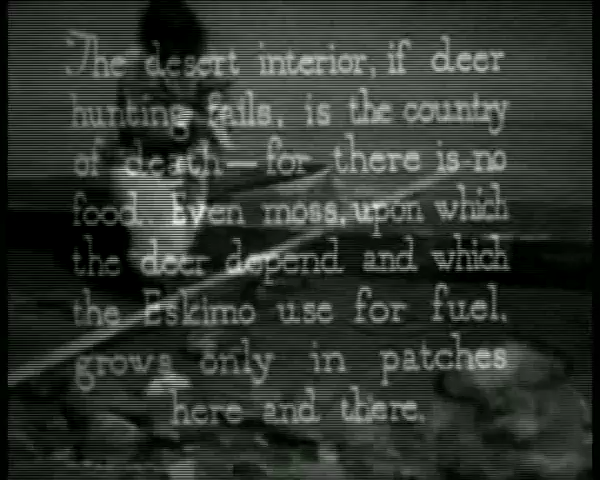 The desert interior, if deer
hunting fails, is the country
of death—for there is no
food. Even moss, upon which
the deer depend and which
the Eskimo use for fuel,
grows only in patches
here and there.